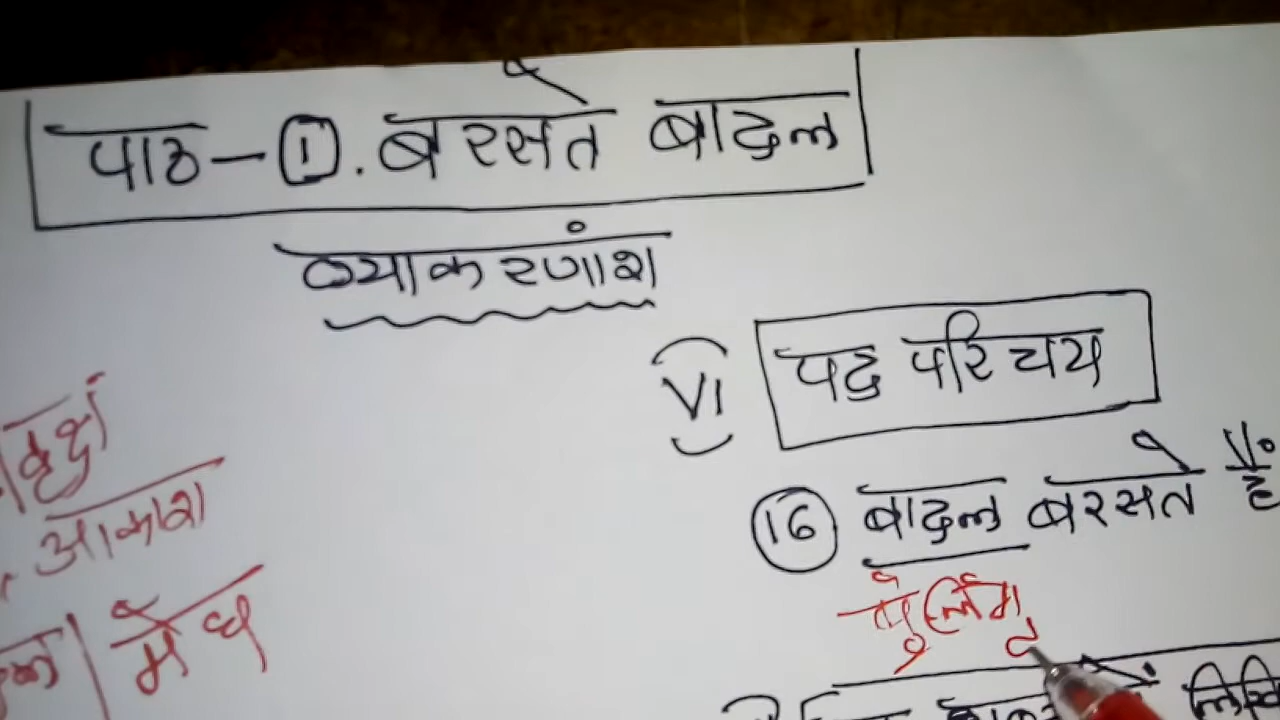 पाठ - 1. बरसते बादल
व्याकरणांश
VI पद परिचय
16 बादल बरसते हैं
पुंलिंग
वृक्ष
आकाश
मेघ